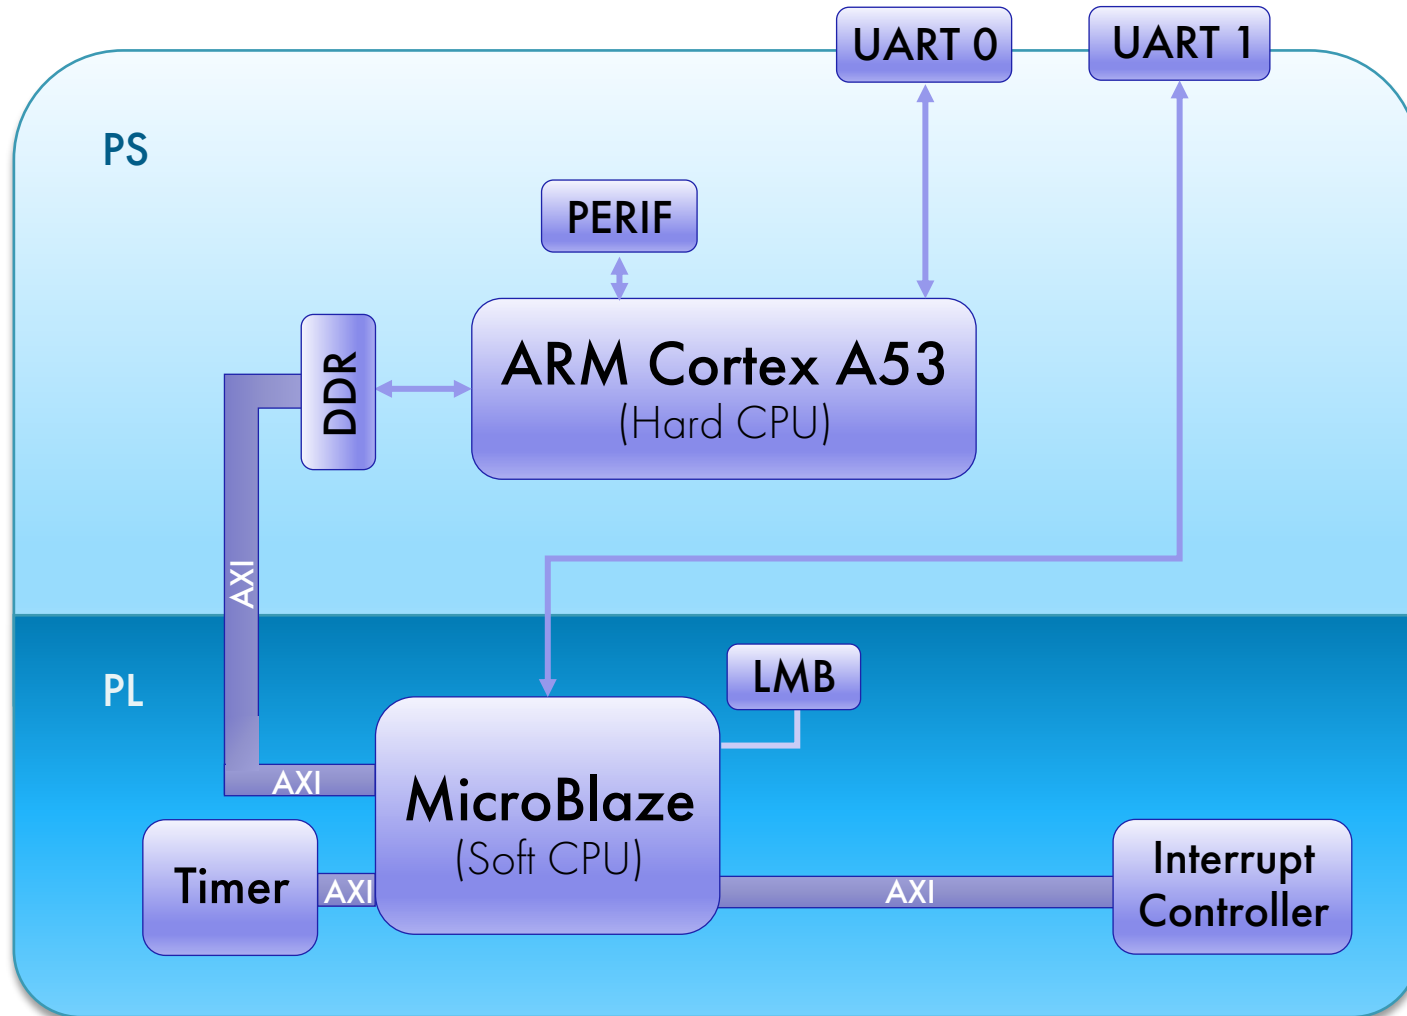 UART 0
UART 1
PS
PERIF
DDR
ARM Cortex A53
(Hard CPU)
AXI
PL
LMB
AXI
MicroBlaze
(Soft CPU)
Timer
AXI
AXI
Interrupt
Controller